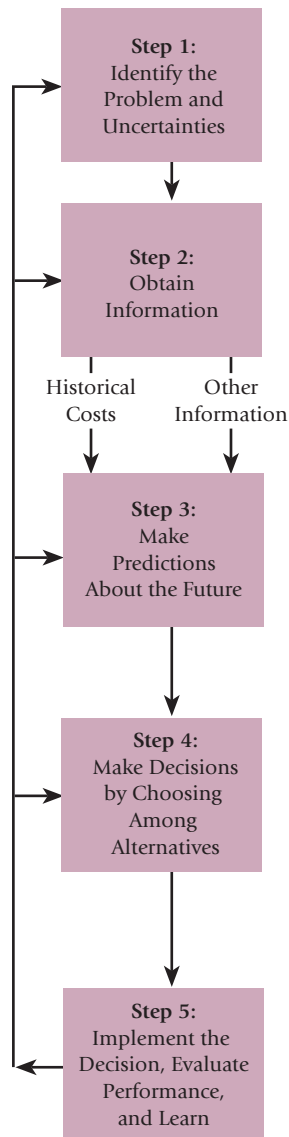 Step 1:
Identify the
Problem and
Uncertainties
Step 2:
Obtain
Information
Historical
Costs
Other
Information
Step 3:
Make
Predictions
About the Future
Step 4:
Make Decisions
by Choosing
Among
Alternatives
Step 5:
Implement the
Decision, Evaluate
Performance,
and Learn